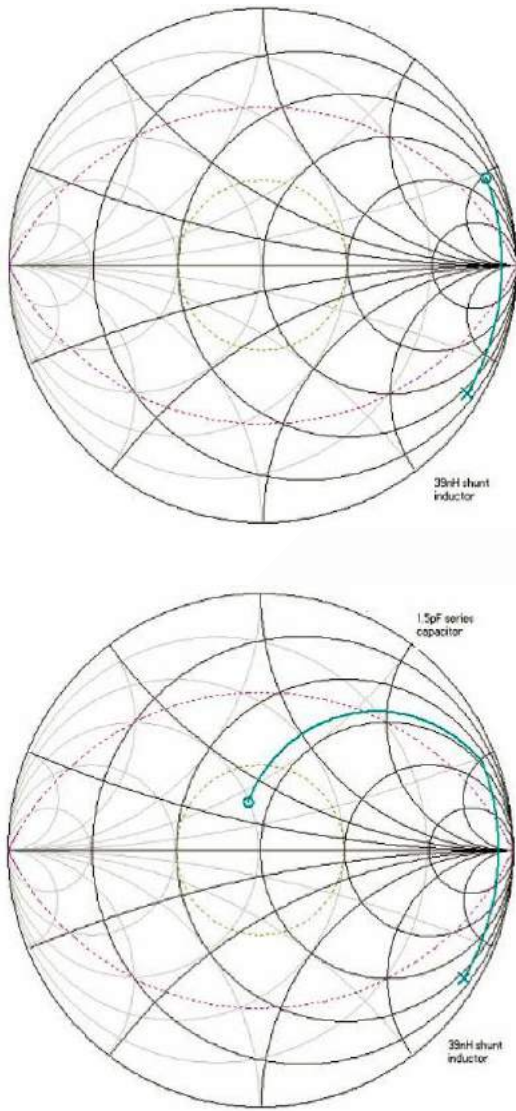 39nH shunt
inductor
1.5pF series
capacitor
39nH shunt
inductor